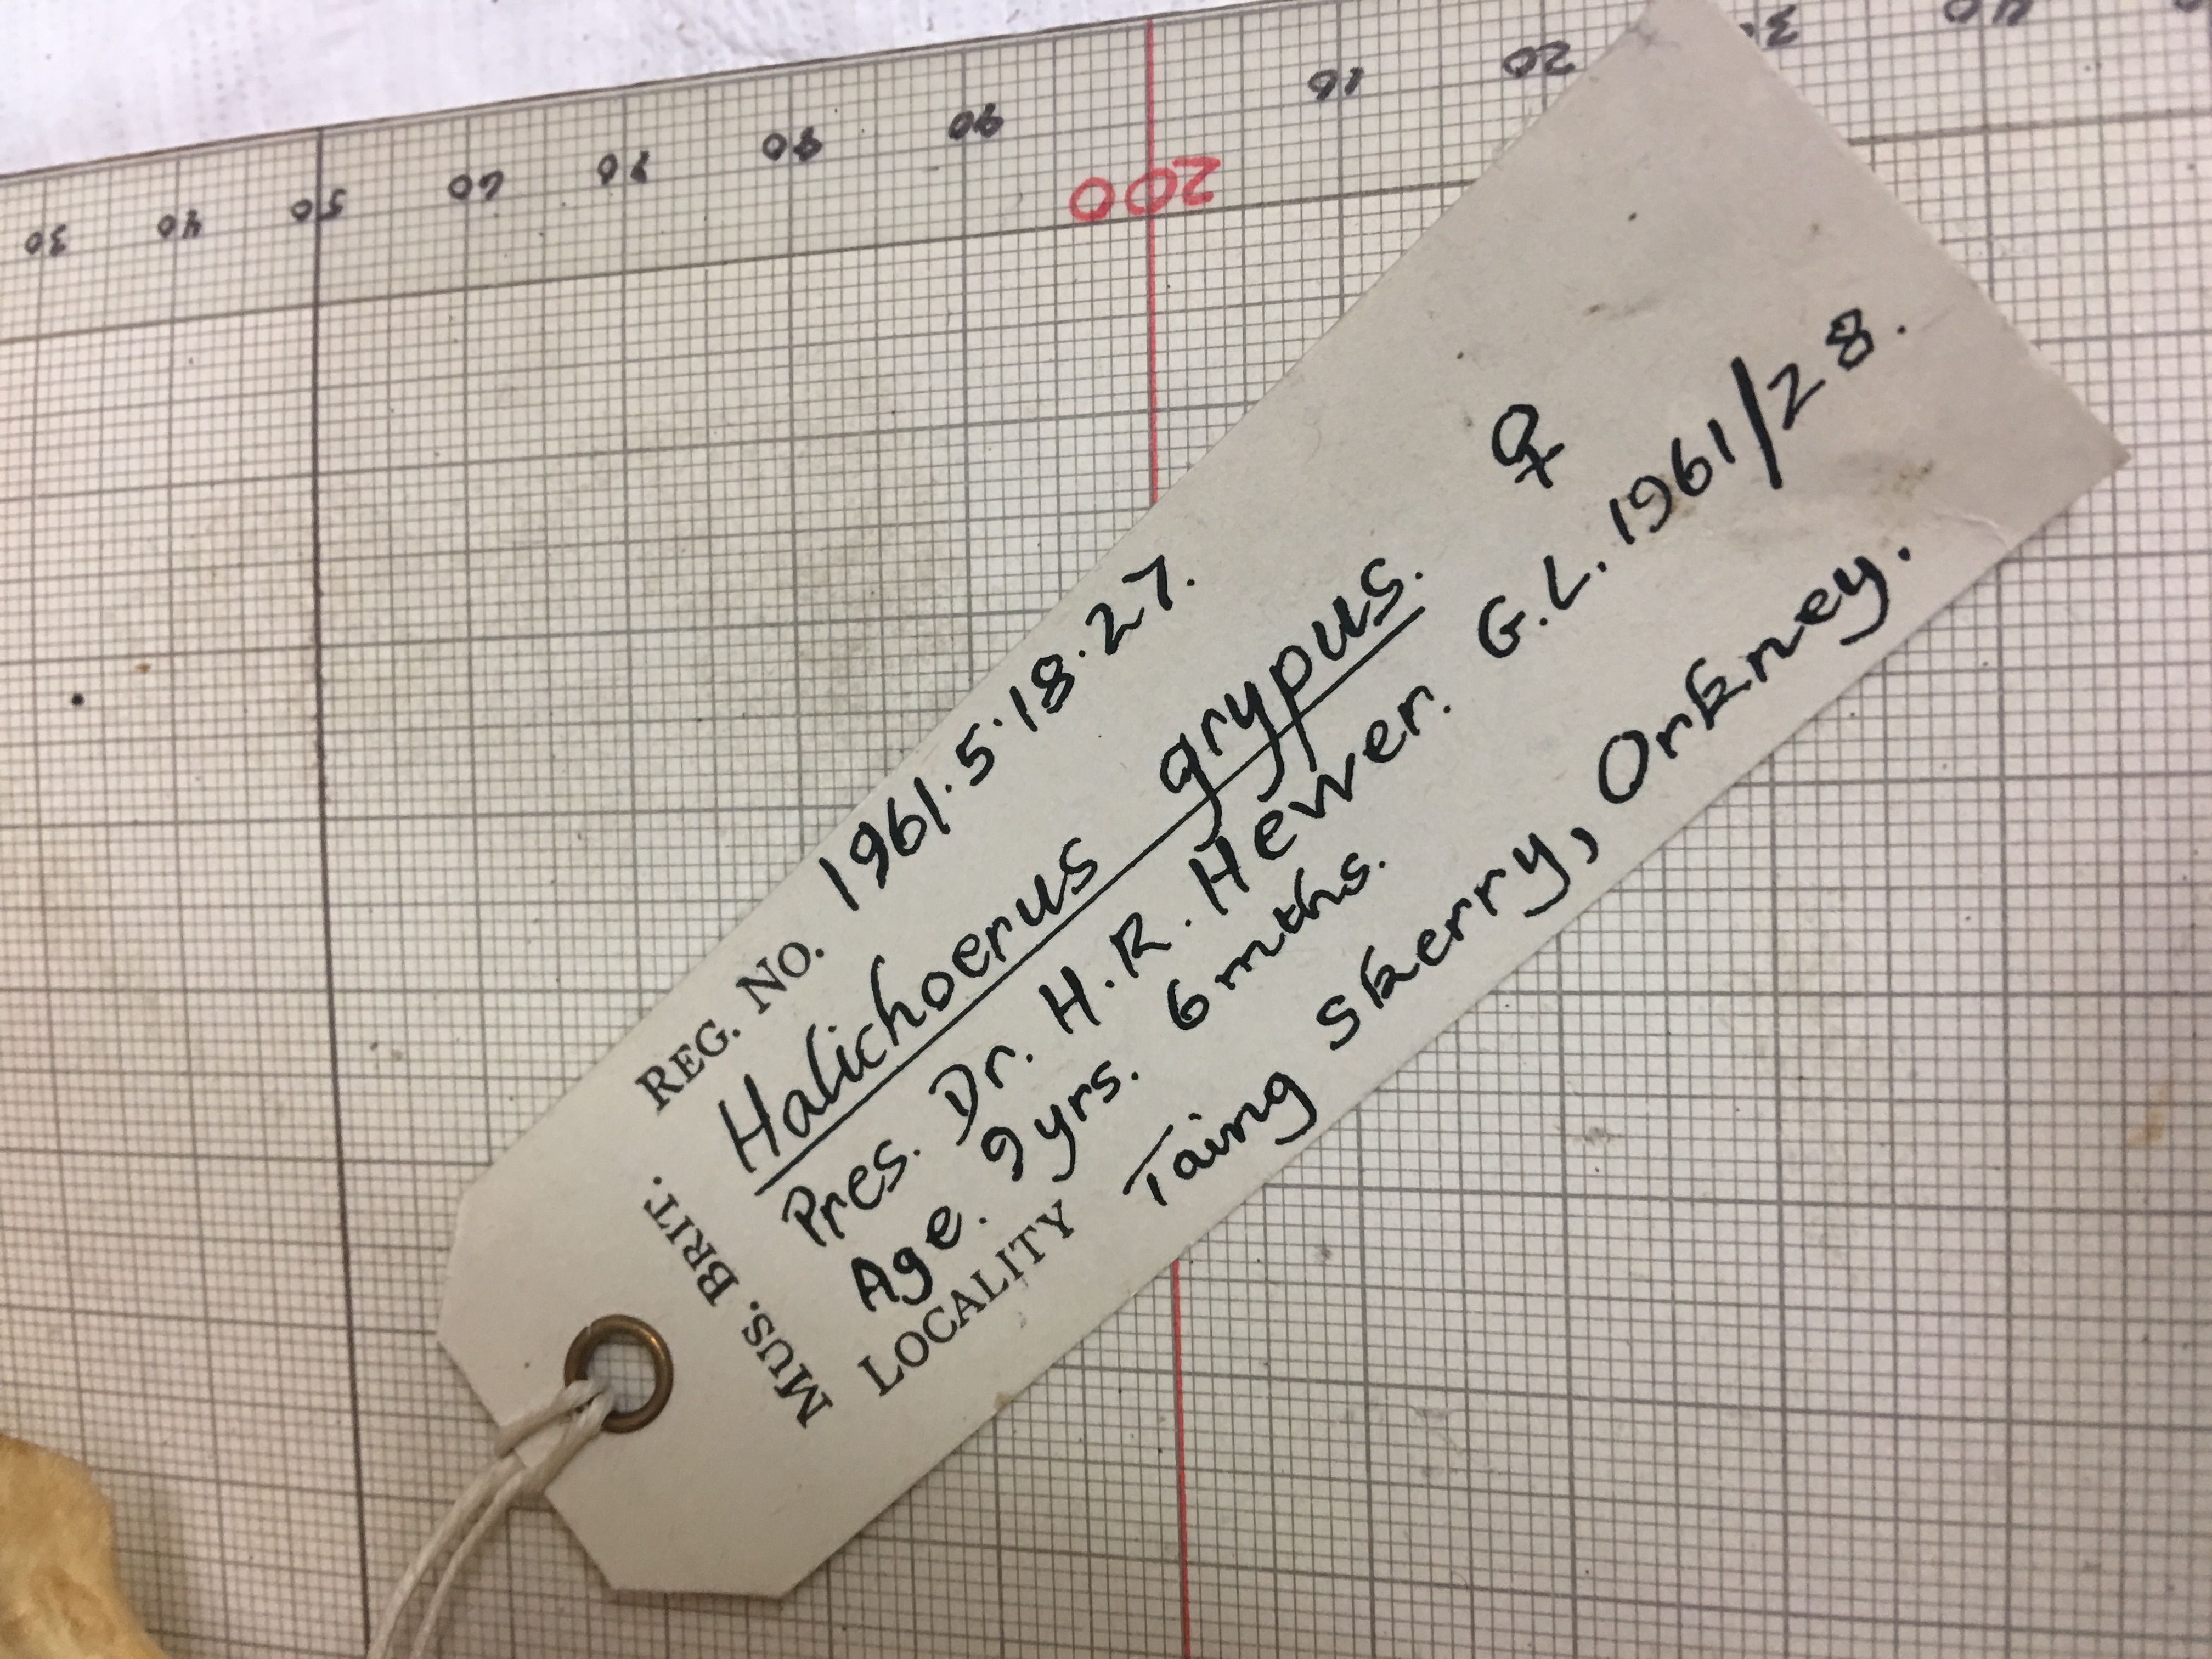 MUS. BRIT.
REG. NO. 1961.5.18.27.
Halichoerus grypus. ♀
Pres. Dr. H.R. Hewer. G.L. 1961/28.
Age. 9yrs. 6mths.
LOCALITY Taing Skerry, Orkney.
30
40
50
60
70
80
90
200
10
20
40